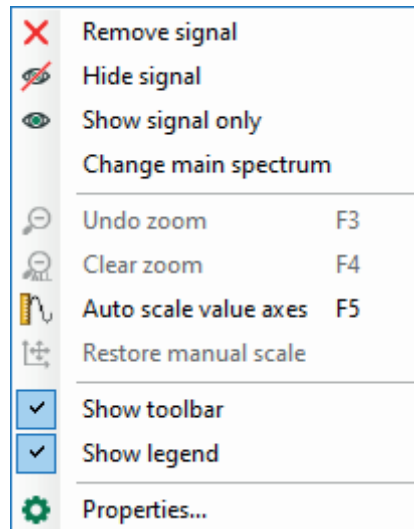 Remove signal
Hide signal
Show signal only
Change main spectrum
Undo zoom F3
ALL Clear zoom F4
Auto scale value axes F5
Restore manual scale
Show toolbar
Show legend
Properties...